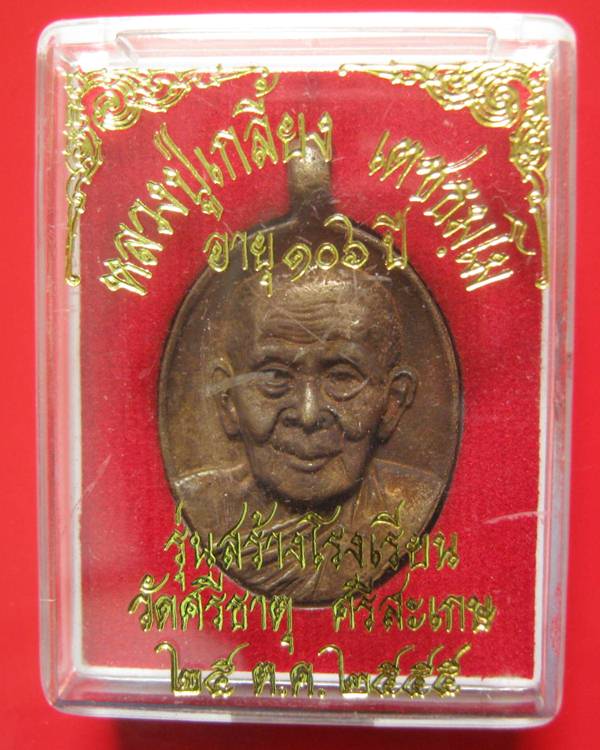 หลวงปู่เกลี้ยง เตชธมฺโม
อายุ ๑๐๖ ปี
รุ่นสร้างโรงเรียน
วัดศรีธาตุ ศรีสะเกษ
๒๕ ต.ค. ๒๕๕๕